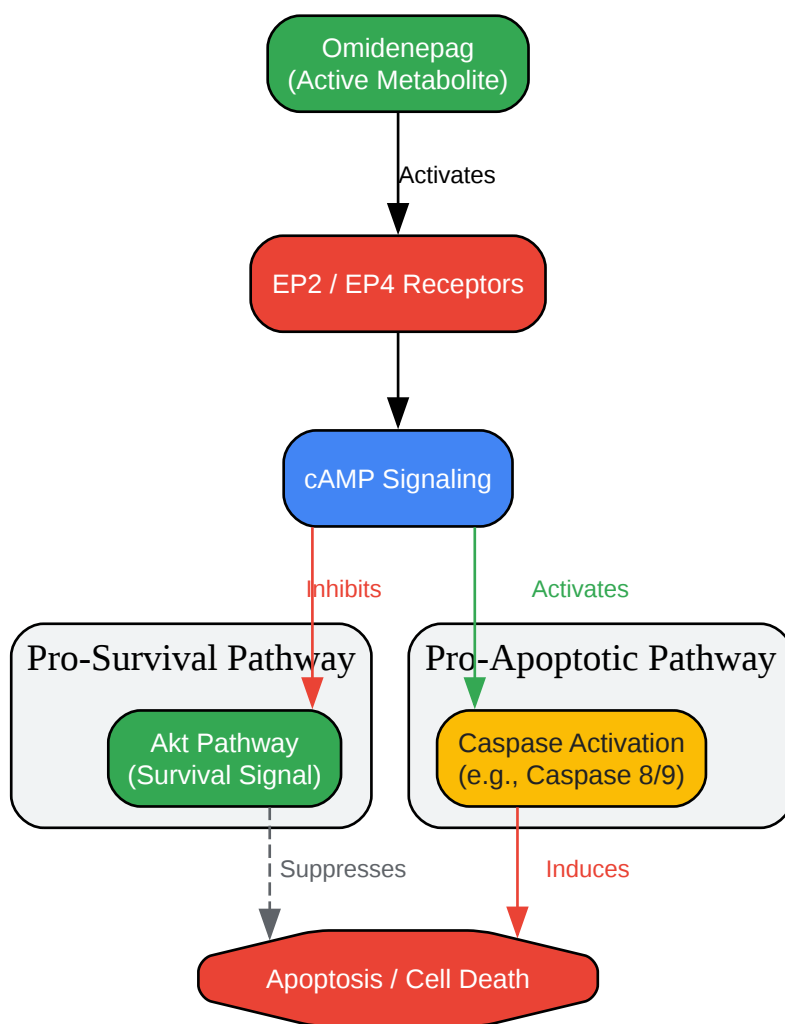 Omidenepag
(Active Metabolite)
Activates
EP2 / EP4 Receptors
cAMP Signaling
Inhibits
Activates
Pro-Survival Pathway
Pro-Apoptotic Pathway
Akt Pathway
(Survival Signal)
Caspase Activation
(e.g., Caspase 8/9)
Suppresses
Induces
Apoptosis / Cell Death